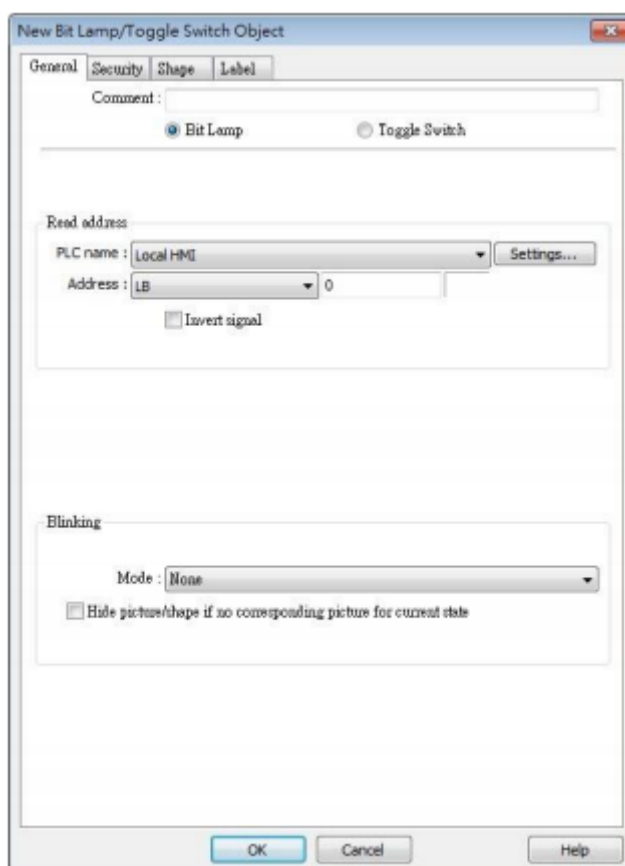 New Bit Lamp/Toggle Switch Object
General Security Shape Label
Comment :
Bit Lamp Toggle Switch
Read address
PLC name : Local HMI Settings...
Address : LB 0
Invert signal
Blinking
Mode : None
Hide picture/shape if no corresponding picture for current state
OK Cancel Help